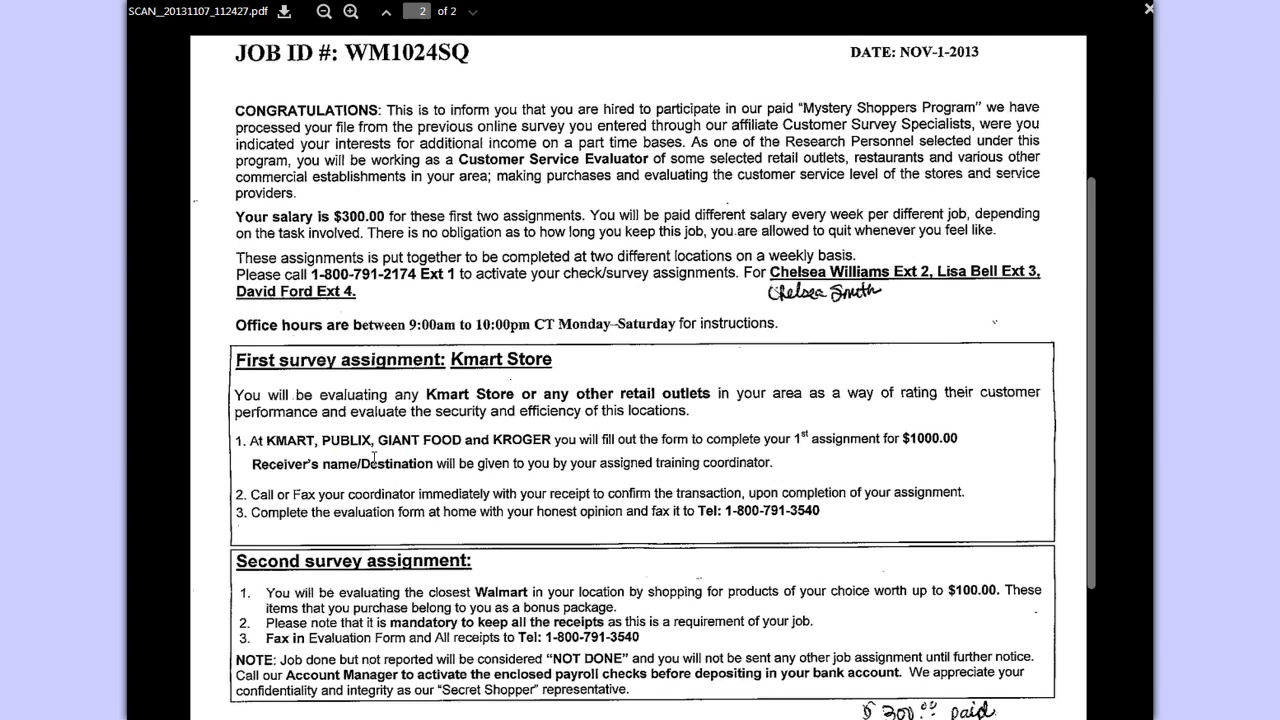 SCAN_20131107_112427.pdf 2 of 2
JOB ID #: WM1024SQ DATE: NOV-1-2013
CONGRATULATIONS: This is to inform you that you are hired to participate in our paid “Mystery Shoppers Program” we have
processed your file from the previous online survey you entered through our affiliate Customer Survey Specialists, were you
indicated your interests for additional income on a part time bases. As one of the Research Personnel selected under this
program, you will be working as a Customer Service Evaluator of some selected retail outlets, restaurants and various other
commercial establishments in your area; making purchases and evaluating the customer service level of the stores and service
providers.
Your salary is $300.00 for these first two assignments. You will be paid different salary every week per different job, depending
on the task involved. There is no obligation as to how long you keep this job, you are allowed to quit whenever you feel like.
These assignments is put together to be completed at two different locations on a weekly basis.
Please call 1-800-791-2174 Ext 1 to activate your check/survey assignments. For Chelsea Williams Ext 2, Lisa Bell Ext 3,
David Ford Ext 4.
Chelsea Smith
Office hours are between 9:00am to 10:00pm CT Monday–Saturday for instructions.
First survey assignment: Kmart Store
You will be evaluating any Kmart Store or any other retail outlets in your area as a way of rating their customer
performance and evaluate the security and efficiency of this locations.
1. At KMART, PUBLIX, GIANT FOOD and KROGER you will fill out the form to complete your 1st assignment for $1000.00
Receiver's name/Destination will be given to you by your assigned training coordinator.
2. Call or Fax your coordinator immediately with your receipt to confirm the transaction, upon completion of your assignment.
3. Complete the evaluation form at home with your honest opinion and fax it to Tel: 1-800-791-3540
Second survey assignment:
1. You will be evaluating the closest Walmart in your location by shopping for products of your choice worth up to $100.00. These
items that you purchase belong to you as a bonus package.
2. Please note that it is mandatory to keep all the receipts as this is a requirement of your job.
3. Fax in Evaluation Form and All receipts to Tel: 1-800-791-3540
NOTE: Job done but not reported will be considered “NOT DONE” and you will not be sent any other job assignment until further notice.
Call our Account Manager to activate the enclosed payroll checks before depositing in your bank account. We appreciate your
confidentiality and integrity as our “Secret Shopper” representative.
$ 300.00 paid